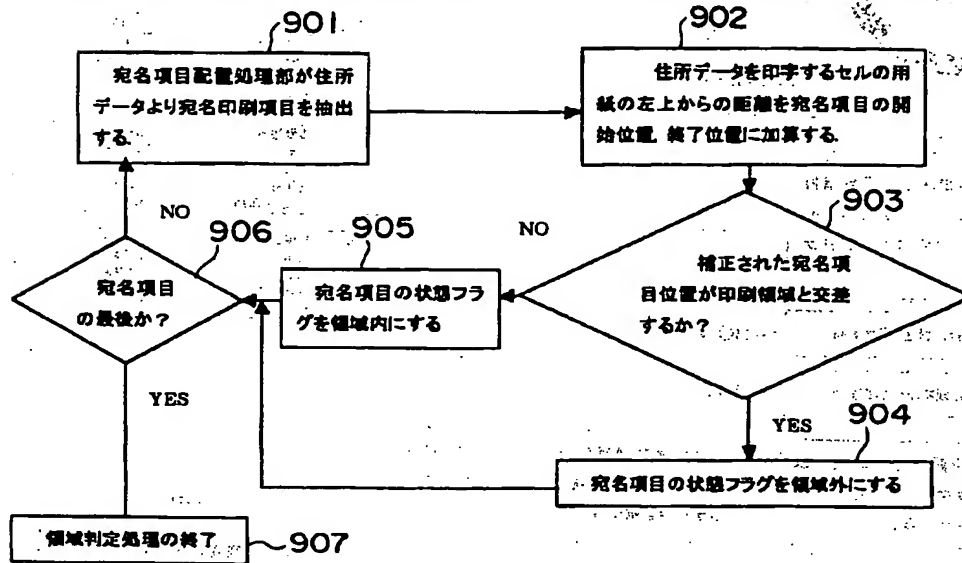 901
宛名項目配置処理部が住所
データより宛名印刷項目を抽出
する.
902
住所データを印字するセルの用
紙の左上からの距離を宛名項目の開
始位置, 終了位置に加算する.
903
補正された宛名項
目位置が印刷領域と交差
するか?
NO
YES
904
宛名項目の状態フラグを領域外にする
905
宛名項目の状態フラ
グを領域内にする
906
宛名項目
の最後か?
NO
YES
領域判定処理の終了
907